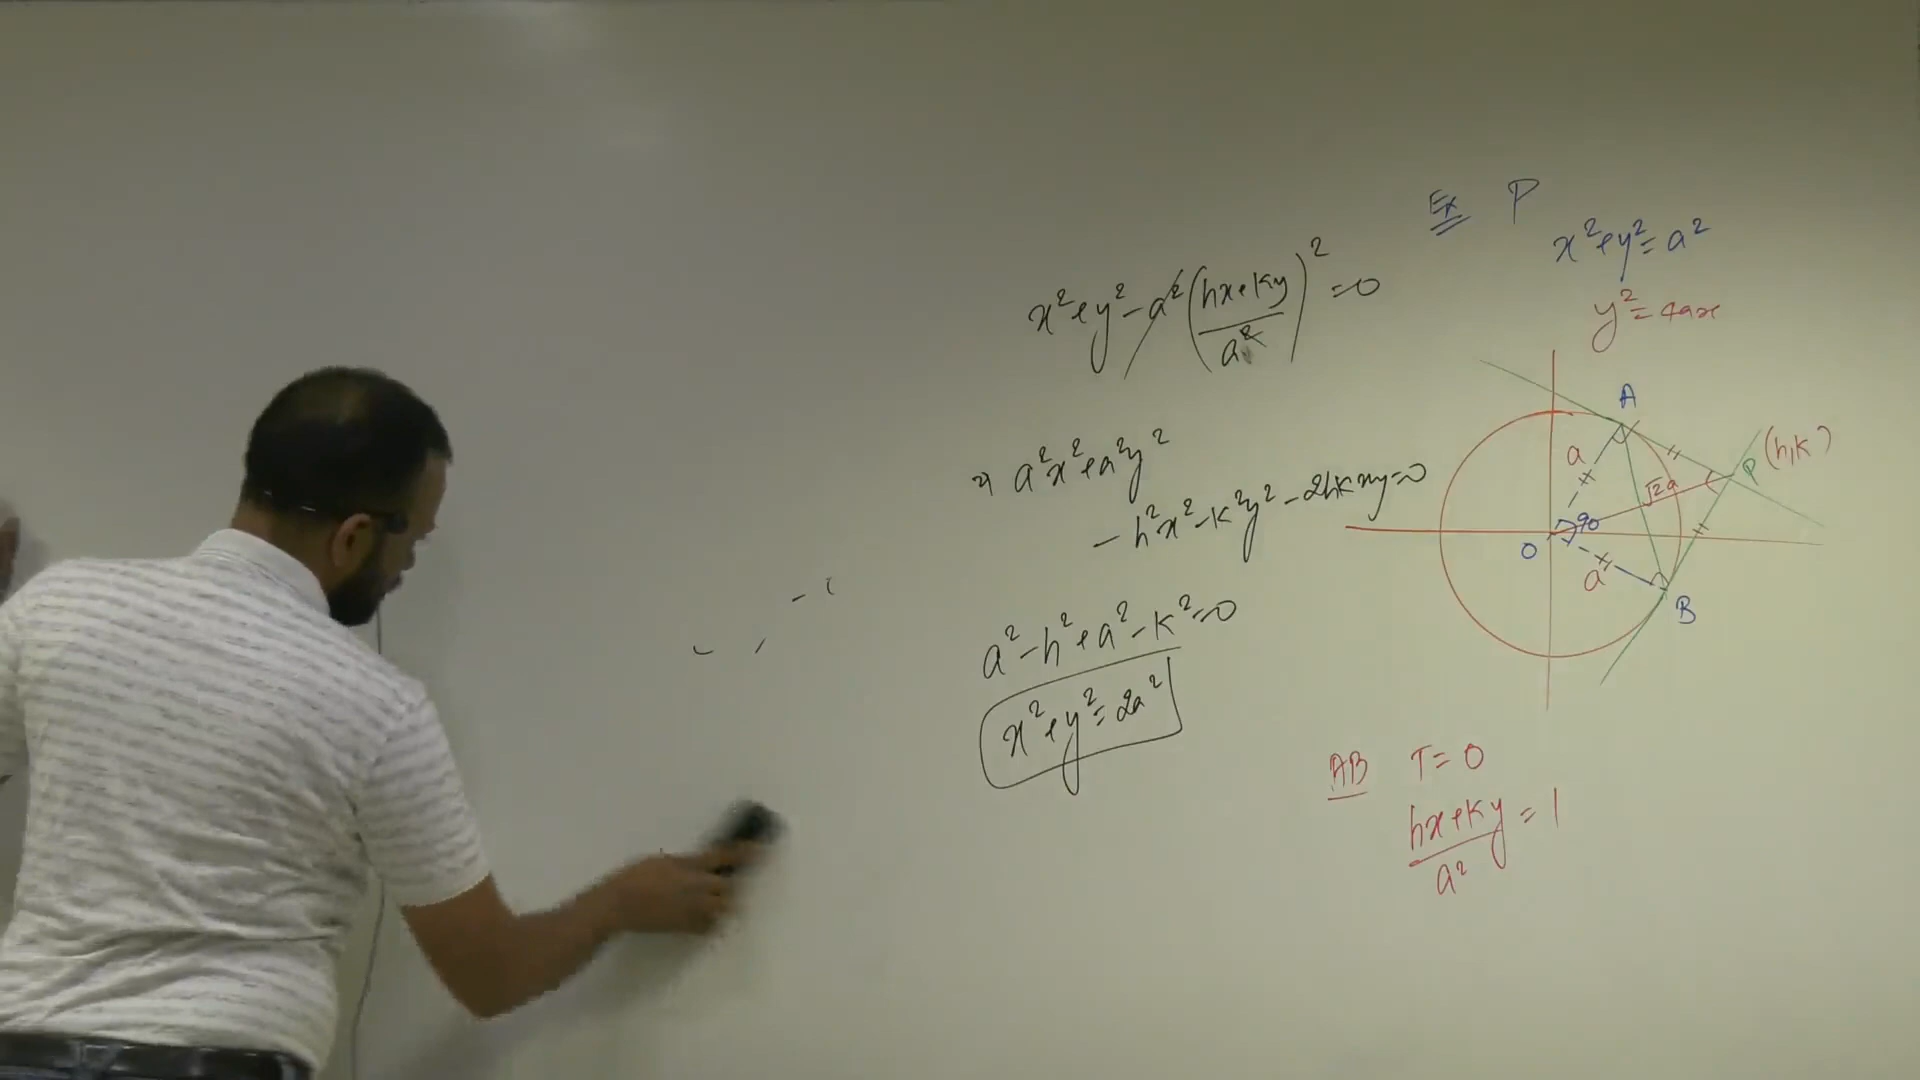 Ex P
x²+y²=a²
y²=4ax
x²+y²-a²(hx+ky/a²)²=0
⇒ a²x²+a²y²
-h²x²-k²y²-2hkxy=0
a²-h²+a²-k²=0
x²+y²=2a²
A
a
P (h,k)
√2a
90
O
a
B
AB T=0
hx+ky/a²=1